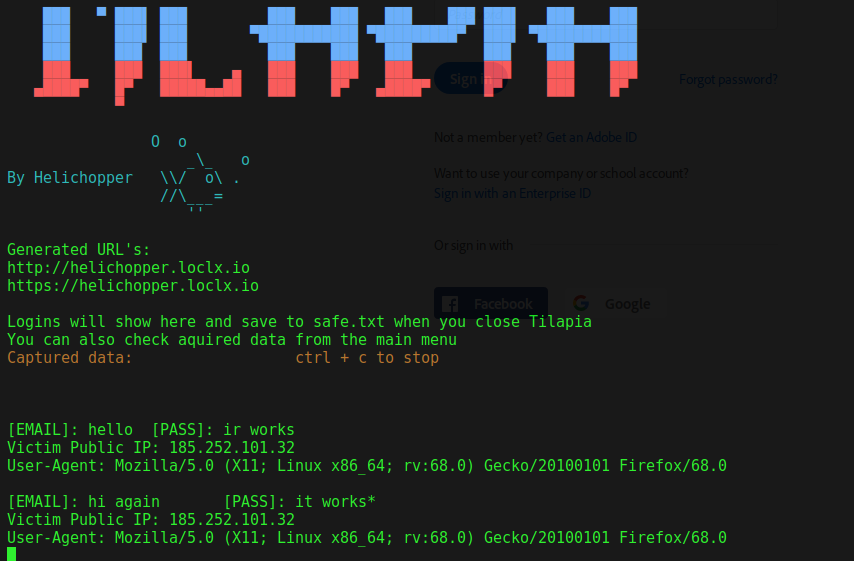 Sign in
Forgot password?
Not a member yet? Get an Adobe ID
By Helichopper
Want to use your company or school account?
Sign in with an Enterprise ID
Or sign in with
Generated URL's:
http://helichopper.loclx.io
https://helichopper.loclx.io
Facebook
Google
Logins will show here and save to safe.txt when you close Tilapia
You can also check aquired data from the main menu
Captured data: ctrl + c to stop
[EMAIL]: hello [PASS]: ir works
Victim Public IP: 185.252.101.32
User-Agent: Mozilla/5.0 (X11; Linux x86_64; rv:68.0) Gecko/20100101 Firefox/68.0
[EMAIL]: hi again [PASS]: it works*
Victim Public IP: 185.252.101.32
User-Agent: Mozilla/5.0 (X11; Linux x86_64; rv:68.0) Gecko/20100101 Firefox/68.0